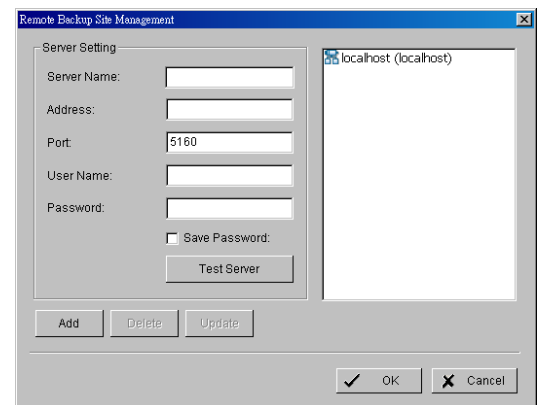 Remote Backup Site Management
Server Setting
Server Name:
Address:
Port:
5160
User Name:
Password:
Save Password:
Test Server
localhost (localhost)
Add
Delete
Update
OK
Cancel